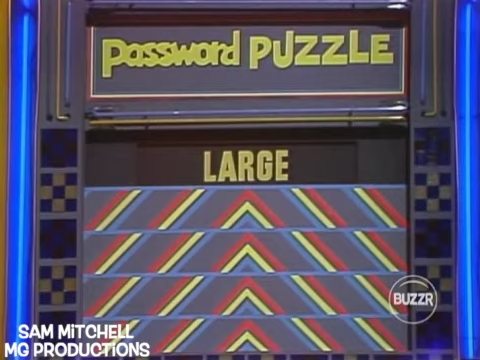 Password PUZZLE
LARGE
BUZZR
SAM MITCHELL
MG PRODUCTIONS